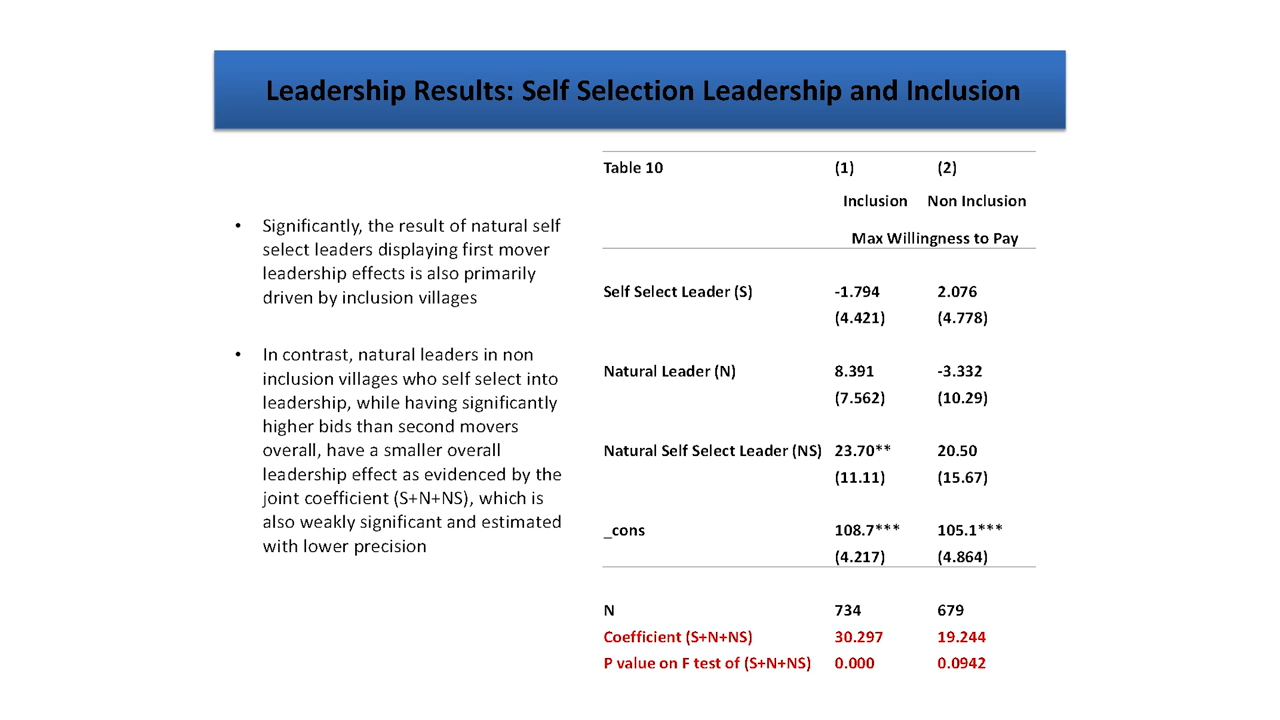 Leadership Results: Self Selection Leadership and Inclusion
• Significantly, the result of natural self
select leaders displaying first mover
leadership effects is also primarily
driven by inclusion villages
• In contrast, natural leaders in non
inclusion villages who self select into
leadership, while having significantly
higher bids than second movers
overall, have a smaller overall
leadership effect as evidenced by the
joint coefficient (S+N+NS), which is
also weakly significant and estimated
with lower precision
Table 10 (1) (2)
Inclusion Non Inclusion
Max Willingness to Pay
Self Select Leader (S) -1.794 2.076
(4.421) (4.778)
Natural Leader (N) 8.391 -3.332
(7.562) (10.29)
Natural Self Select Leader (NS) 23.70** 20.50
(11.11) (15.67)
_cons 108.7*** 105.1***
(4.217) (4.864)
N 734 679
Coefficient (S+N+NS) 30.297 19.244
P value on F test of (S+N+NS) 0.000 0.0942